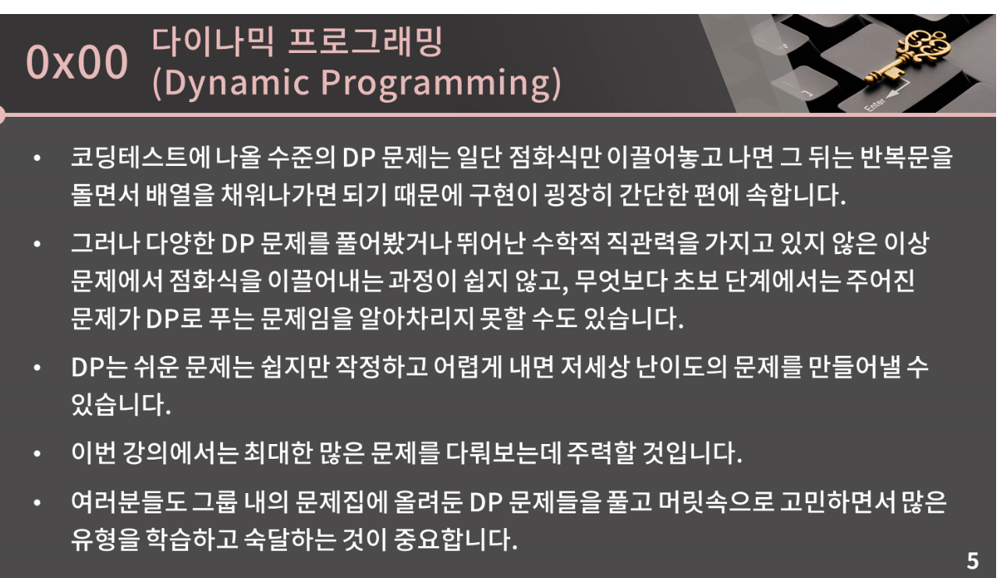 0x00
다이나믹 프로그래밍
(Dynamic Programming)
Enter
• 코딩테스트에 나올 수준의 DP 문제는 일단 점화식만 이끌어놓고 나면 그 뒤는 반복문을
돌면서 배열을 채워나가면 되기 때문에 구현이 굉장히 간단한 편에 속합니다.
• 그러나 다양한 DP 문제를 풀어봤거나 뛰어난 수학적 직관력을 가지고 있지 않은 이상
문제에서 점화식을 이끌어내는 과정이 쉽지 않고, 무엇보다 초보 단계에서는 주어진
문제가 DP로 푸는 문제임을 알아차리지 못할 수도 있습니다.
• DP는 쉬운 문제는 쉽지만 작정하고 어렵게 내면 저세상 난이도의 문제를 만들어낼 수
있습니다.
• 이번 강의에서는 최대한 많은 문제를 다뤄보는데 주력할 것입니다.
• 여러분들도 그룹 내의 문제집에 올려둔 DP 문제들을 풀고 머릿속으로 고민하면서 많은
유형을 학습하고 숙달하는 것이 중요합니다.
5